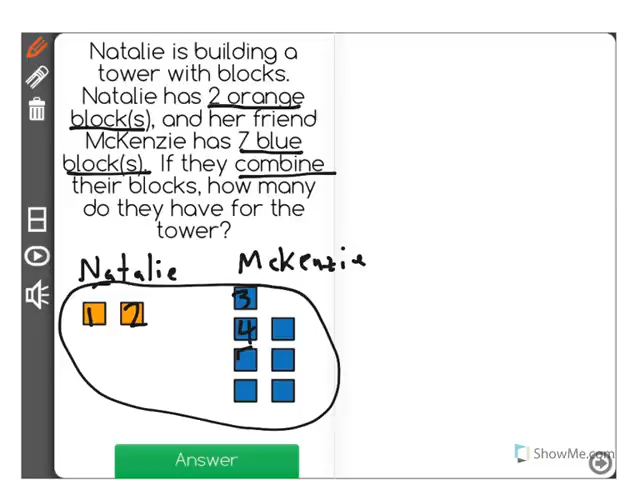 Natalie is building a
tower with blocks.
Natalie has 2 orange
block(s), and her friend
McKenzie has 7 blue
block(s). If they combine
their blocks, how many
do they have for the
tower?
Natalie McKenzie
1 2 3
4
Answer
ShowMe.com